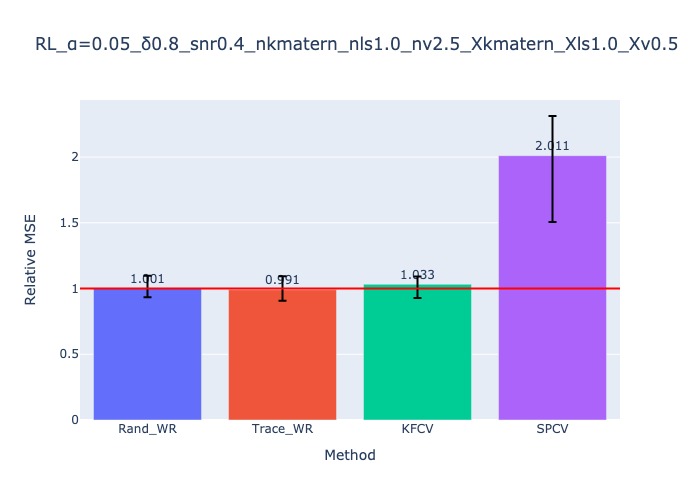 RL_α=0.05_δ0.8_snr0.4_nkmatern_nls1.0_nv2.5_Xkmatern_Xls1.0_Xv0.5
Relative MSE
2
1.5
1
0.5
0
1.001
0.991
1.033
2.011
Rand_WR
Trace_WR
KFCV
SPCV
Method